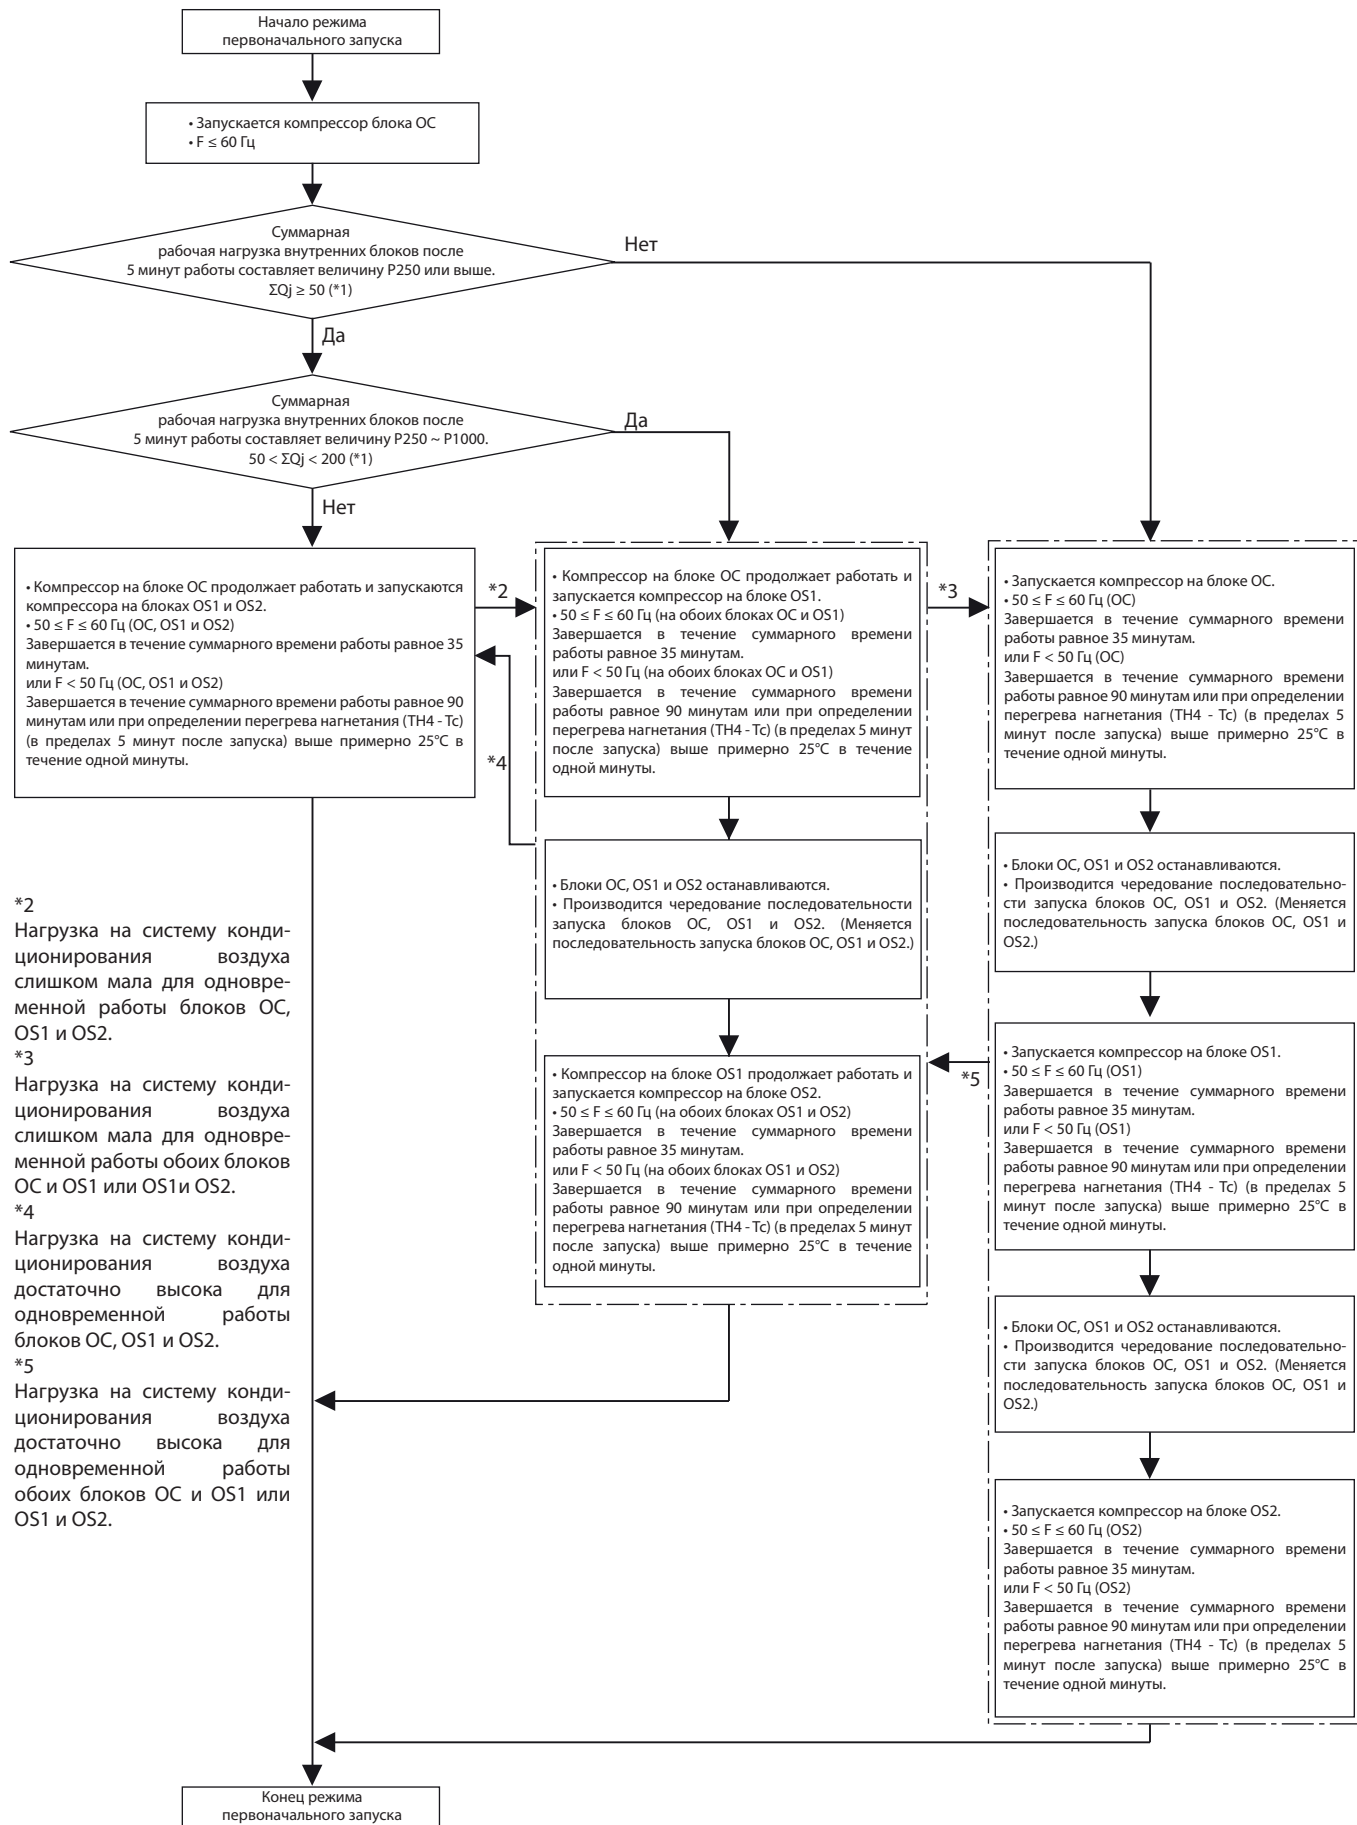 Начало режима
первоначального запуска
• Запускается компрессор блока OC
• F ≤ 60 Гц
Суммарная
рабочая нагрузка внутренних блоков после
5 минут работы составляет величину P250 или выше.
ΣQj ≥ 50 (*1)
Нет
Да
Суммарная
рабочая нагрузка внутренних блоков после
5 минут работы составляет величину P250 ~ P1000.
50 < ΣQj < 200 (*1)
Да
Нет
• Компрессор на блоке OC продолжает работать и запускаются
компрессора на блоках OS1 и OS2.
• 50 ≤ F ≤ 60 Гц (OC, OS1 и OS2)
Завершается в течение суммарного времени работы равное 35
минутам.
или F < 50 Гц (OC, OS1 и OS2)
Завершается в течение суммарного времени работы равное 90
минутам или при определении перегрева нагнетания (TH4 - Tc)
(в пределах 5 минут после запуска) выше примерно 25°C в
течение одной минуты.
*2
*4
• Компрессор на блоке OC продолжает работать и
запускается компрессор на блоке OS1.
• 50 ≤ F ≤ 60 Гц (на обоих блоках OC и OS1)
Завершается в течение суммарного времени
работы равное 35 минутам.
или F < 50 Гц (на обоих блоках OC и OS1)
Завершается в течение суммарного времени
работы равное 90 минутам или при определении
перегрева нагнетания (TH4 - Tc) (в пределах 5 минут
после запуска) выше примерно 25°C в течение
одной минуты.
*3
• Запускается компрессор на блоке OC.
• 50 ≤ F ≤ 60 Гц (OC)
Завершается в течение суммарного времени
работы равное 35 минутам.
или F < 50 Гц (OC)
Завершается в течение суммарного времени
работы равное 90 минутам или при определении
перегрева нагнетания (TH4 - Tc) (в пределах 5
минут после запуска) выше примерно 25°C в
течение одной минуты.
• Блоки OC, OS1 и OS2 останавливаются.
• Производится чередование последовательности
запуска блоков OC, OS1 и OS2. (Меняется
последовательность запуска блоков OC, OS1 и OS2.)
• Блоки OC, OS1 и OS2 останавливаются.
• Производится чередование последовательно-
сти запуска блоков OC, OS1 и OS2. (Меняется
последовательность запуска блоков OC, OS1 и
OS2.)
• Компрессор на блоке OS1 продолжает работать и
запускается компрессор на блоке OS2.
• 50 ≤ F ≤ 60 Гц (на обоих блоках OS1 и OS2)
Завершается в течение суммарного времени
работы равное 35 минутам.
или F < 50 Гц (на обоих блоках OS1 и OS2)
Завершается в течение суммарного времени
работы равное 90 минутам или при определении
перегрева нагнетания (TH4 - Tc) (в пределах 5 минут
после запуска) выше примерно 25°C в течение
одной минуты.
*5
• Запускается компрессор на блоке OS1.
• 50 ≤ F ≤ 60 Гц (OS1)
Завершается в течение суммарного времени
работы равное 35 минутам.
или F < 50 Гц (OS1)
Завершается в течение суммарного времени
работы равное 90 минутам или при определении
перегрева нагнетания (TH4 - Tc) (в пределах 5
минут после запуска) выше примерно 25°C в
течение одной минуты.
• Блоки OC, OS1 и OS2 останавливаются.
• Производится чередование последовательно-
сти запуска блоков OC, OS1 и OS2. (Меняется
последовательность запуска блоков OC, OS1 и
OS2.)
• Запускается компрессор на блоке OS2.
• 50 ≤ F ≤ 60 Гц (OS2)
Завершается в течение суммарного времени
работы равное 35 минутам.
или F < 50 Гц (OS2)
Завершается в течение суммарного времени
работы равное 90 минутам или при определении
перегрева нагнетания (TH4 - Tc) (в пределах 5
минут после запуска) выше примерно 25°C в
течение одной минуты.
*2
Нагрузка на систему конди-
ционирования воздуха
слишком мала для одновре-
менной работы блоков OC,
OS1 и OS2.
*3
Нагрузка на систему конди-
ционирования воздуха
слишком мала для одновре-
менной работы обоих блоков
OC и OS1 или OS1и OS2.
*4
Нагрузка на систему конди-
ционирования воздуха
достаточно высока для
одновременной работы
блоков OC, OS1 и OS2.
*5
Нагрузка на систему конди-
ционирования воздуха
достаточно высока для
одновременной работы
обоих блоков OC и OS1 или
OS1 и OS2.
Конец режима
первоначального запуска